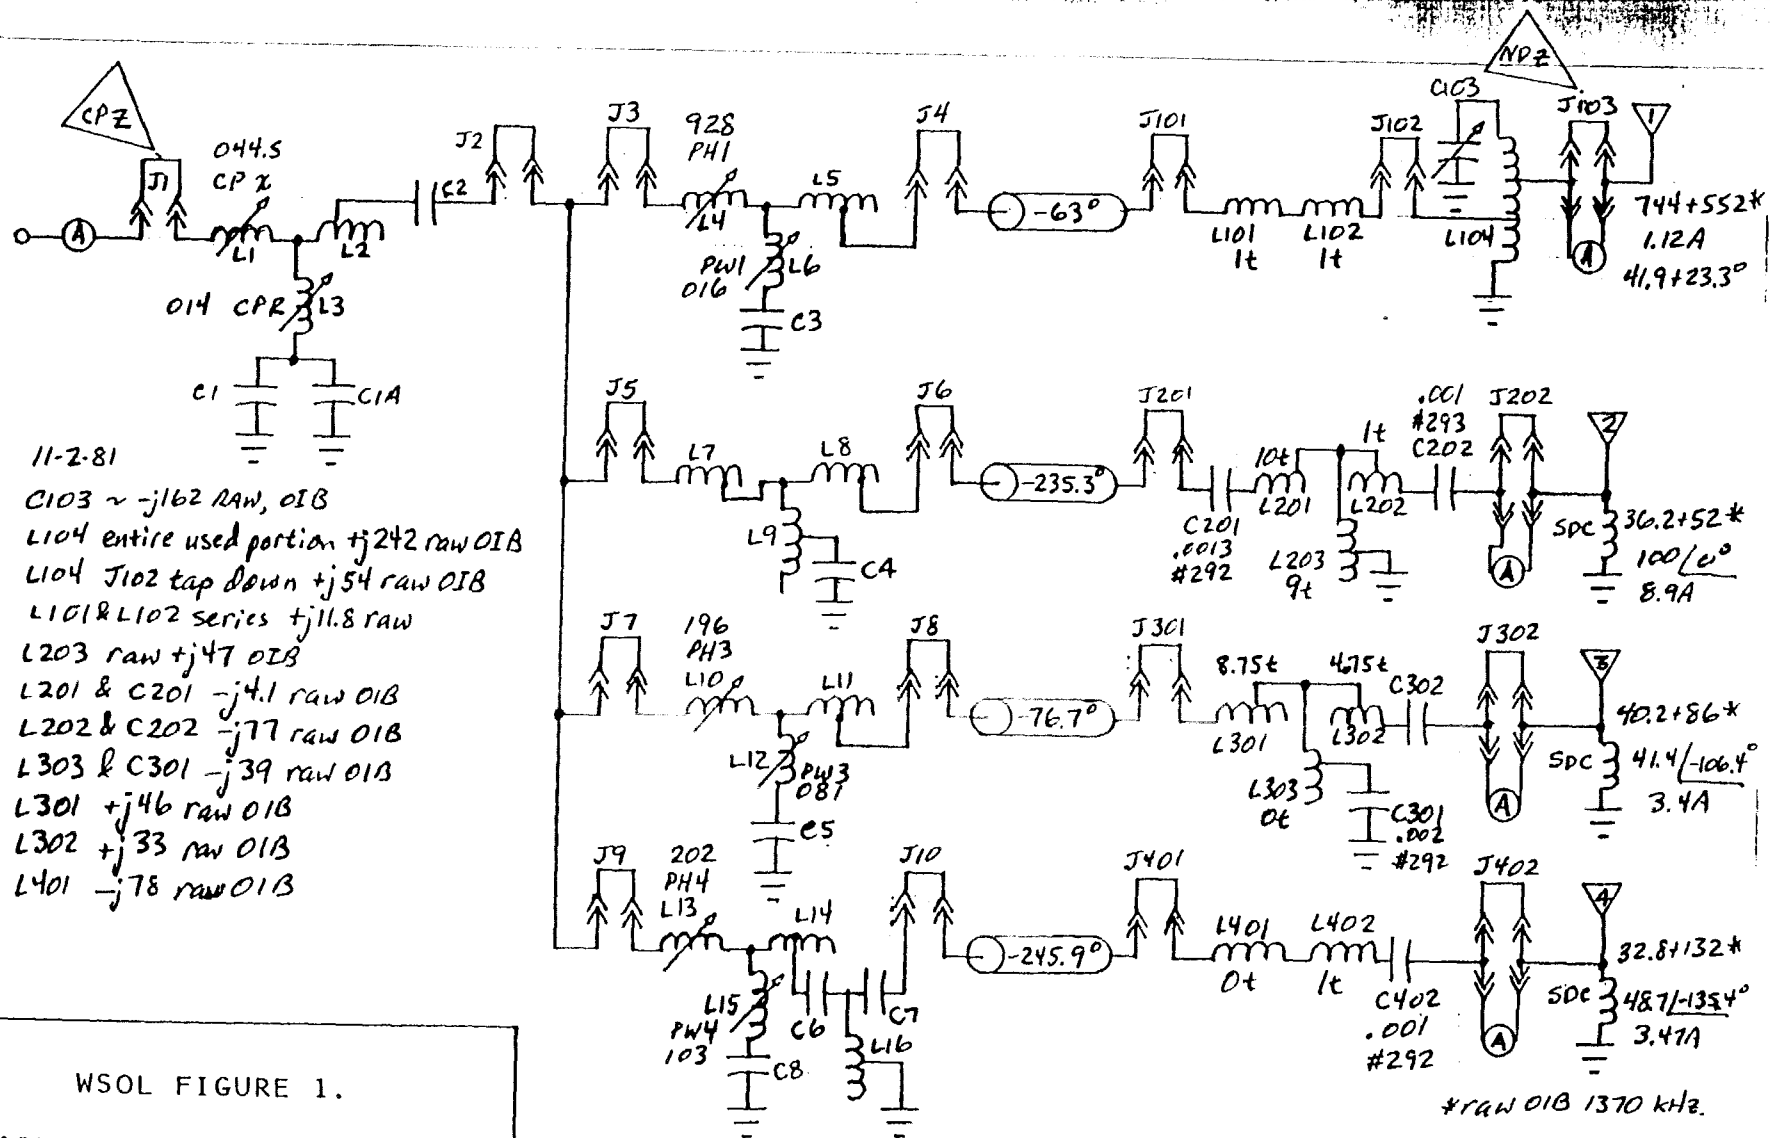 CPZ
NDZ
J1
044.5
CPX
L1
L2
C2
J2
014 CPR
L3
C1
C1A
J3
928
PH1
L4
L5
PW1
016
L6
C3
J4
-63°
J101
L101
1t
L102
1t
J102
C103
L104
J103
1
A
A
744+552*
1.12A
41.9+23.3°
J5
L7
L8
L9
C4
J6
-235.3°
J201
C201
.0013
#292
10t
L201
L203
9t
1t
L202
.001
#293
C202
J202
A
2
SDC
36.2+52*
100/0°
8.9A
J7
196
PH3
L10
L11
L12
PW3
081
C5
J8
-76.7°
J301
8.75t
L301
4.75t
L302
L303
0t
C301
.002
#292
C302
J302
A
3
SDC
40.2+86*
41.4/-106.4°
3.4A
J9
202
PH4
L13
L14
L15
PW4
103
C8
C6
C7
L16
J10
-245.9°
J401
L401
0t
L402
1t
C402
.001
#292
J402
A
4
SDC
32.8+132*
48.7/-135.4°
3.47A
*raw OIB 1370 kHz.
11-2-81
C103 ~ -j162 RAW, OIB
L104 entire used portion +j242 raw OIB
L104 J102 tap down +j54 raw OIB
L101 & L102 series +j11.8 raw
L203 raw +j47 OIB
L201 & C201 -j4.1 raw OIB
L202 & C202 -j77 raw OIB
L303 & C301 -j39 raw OIB
L301 +j46 raw OIB
L302 +j33 raw OIB
L401 -j78 raw OIB
WSOL FIGURE 1.